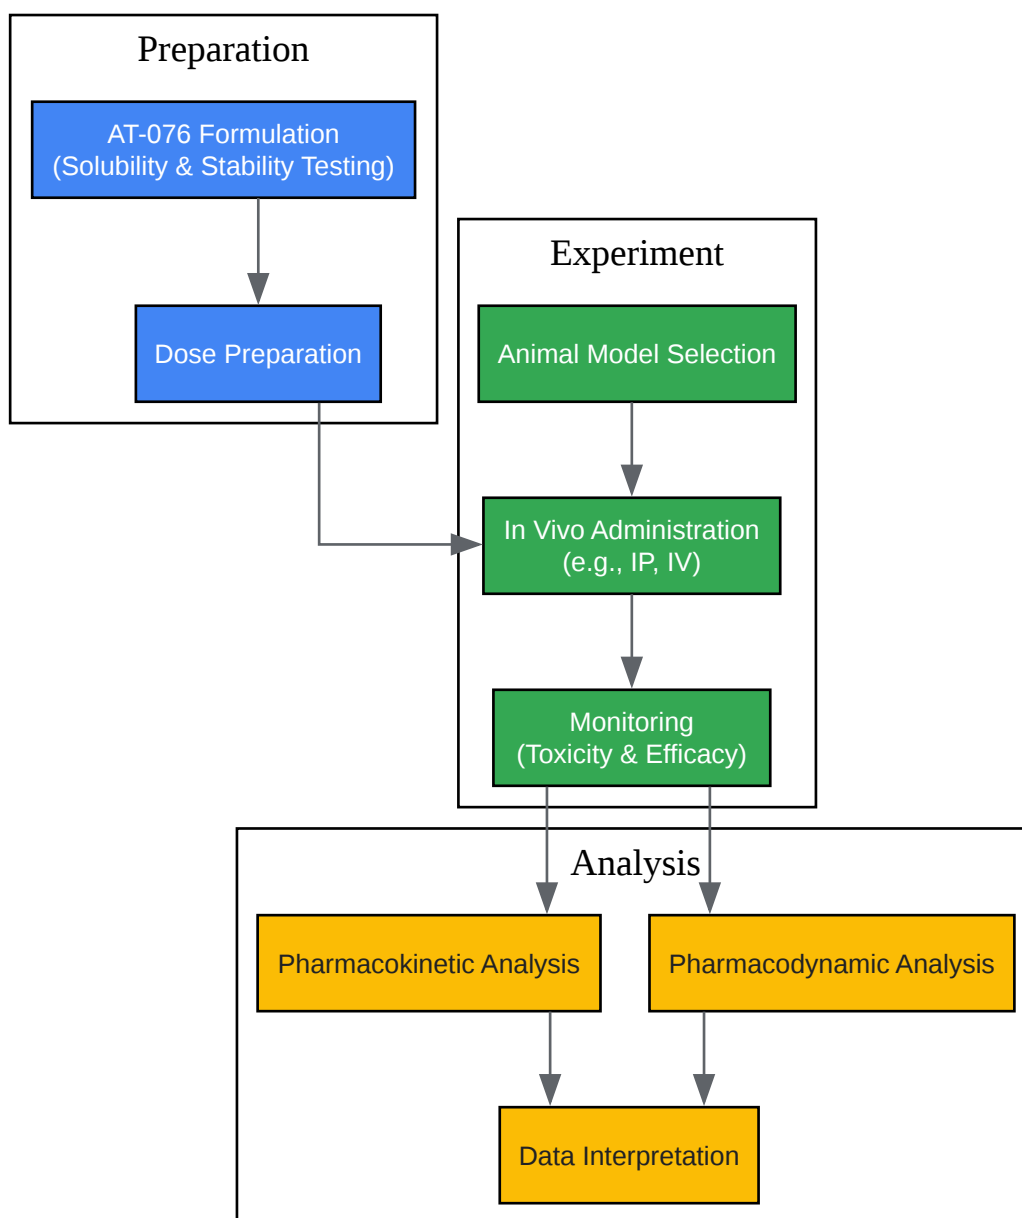 Preparation
AT-076 Formulation
(Solubility & Stability Testing)
Dose Preparation
Experiment
Animal Model Selection
In Vivo Administration
(e.g., IP, IV)
Monitoring
(Toxicity & Efficacy)
Analysis
Pharmacokinetic Analysis
Pharmacodynamic Analysis
Data Interpretation